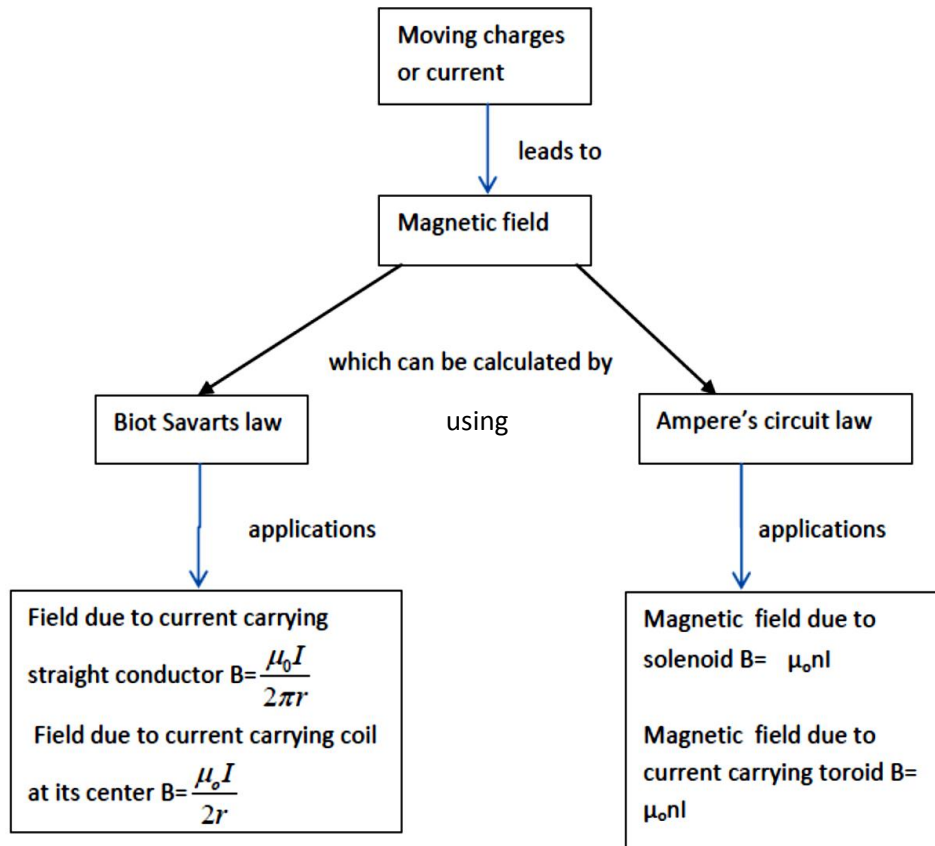 Moving charges
or current
leads to
Magnetic field
which can be calculated by
using
Biot Savarts law
Ampere's circuit law
applications
applications
Field due to current carrying
straight conductor B= μ₀I / 2πr
Field due to current carrying coil
at its center B= μₒI / 2r
Magnetic field due to
solenoid B= μₒnI
Magnetic field due to
current carrying toroid B=
μₒnI